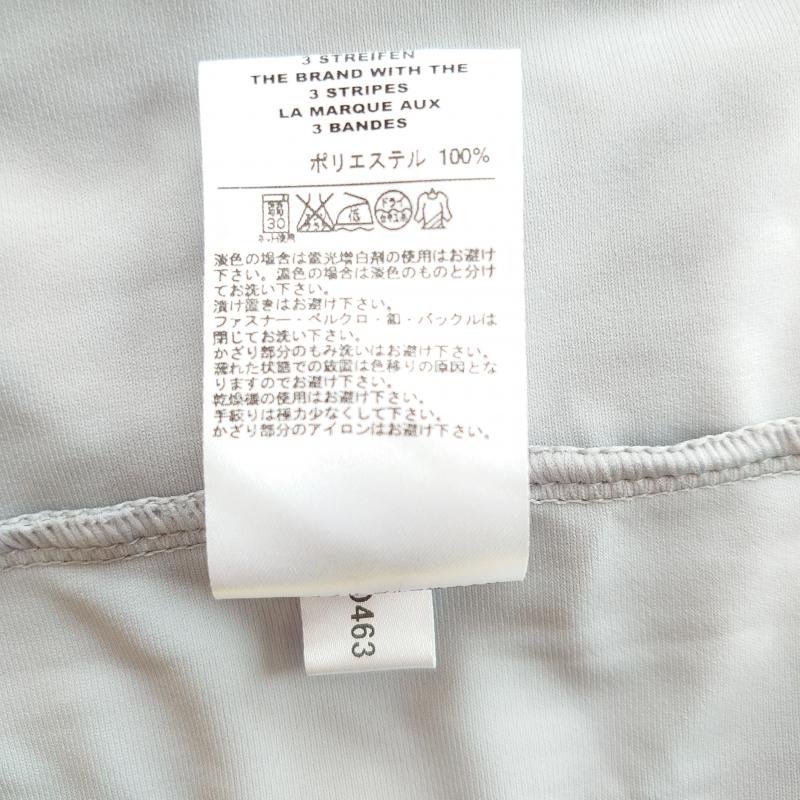 3 STREIFEN
THE BRAND WITH THE
3 STRIPES
LA MARQUE AUX
3 BANDES
ポリエステル 100%
30 低 ドライ
ネット使用
淡色の場合は蛍光増白剤の使用はお避け
下さい。濃色の場合は淡色のものと分け
てお洗い下さい。
漬け置きはお避け下さい。
ファスナー・ベルクロ・釦・バックルは
閉じてお洗い下さい。
かざり部分のもみ洗いはお避け下さい。
濡れた状態での放置は色移りの原因とな
りますのでお避け下さい。
乾燥機の使用はお避け下さい。
手絞りは極力少なくして下さい。
かざり部分のアイロンはお避け下さい。
0463